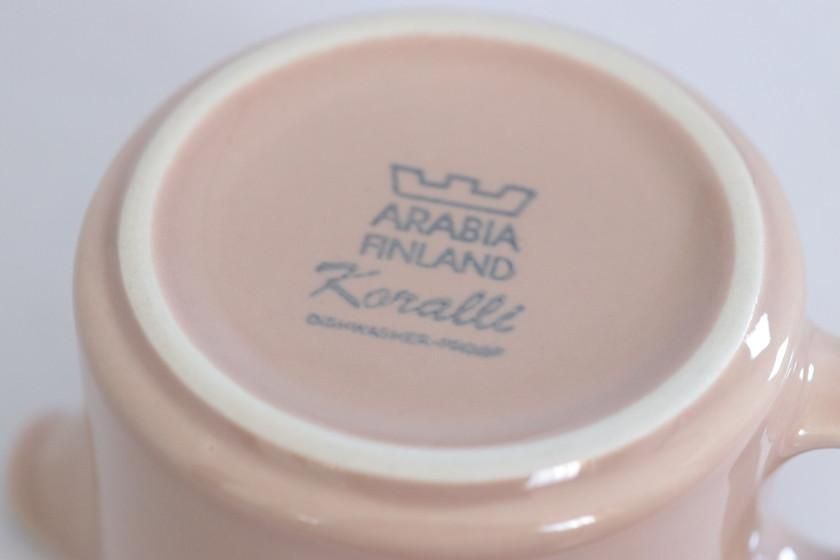 ARABIA
FINLAND
Koralli
DISHWASHER-PROOF